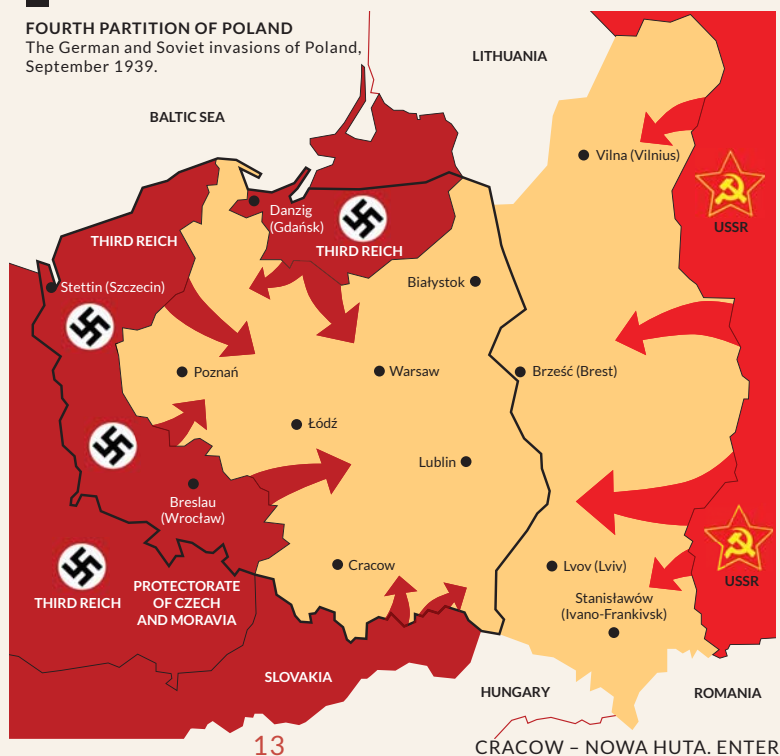 FOURTH PARTITION OF POLAND
The German and Soviet invasions of Poland,
September 1939.
LITHUANIA
BALTIC SEA
Vilna (Vilnius)
USSR
Danzig
(Gdańsk)
THIRD REICH
THIRD REICH
Stettin (Szczecin)
Białystok
Poznań
Warsaw
Brześć (Brest)
Łódź
Lublin
Breslau
(Wrocław)
Cracow
Lvov (Lviv)
Stanisławów
(Ivano-Frankivsk)
USSR
THIRD REICH
PROTECTORATE
OF CZECH
AND MORAVIA
SLOVAKIA
HUNGARY
ROMANIA
13
CRACOW – NOWA HUTA. ENTER